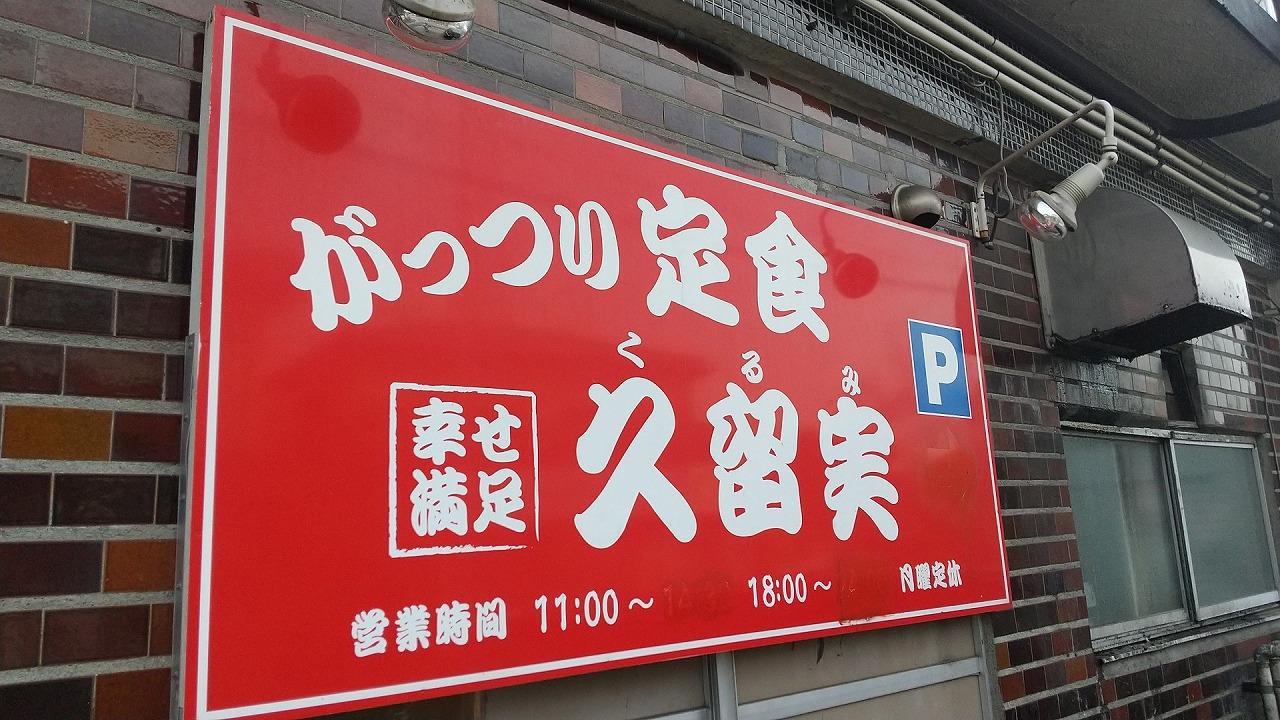 がっつり定食
P
くるみ
幸せ
満足
久留実
営業時間 11:00～ 18:00～ 月曜定休